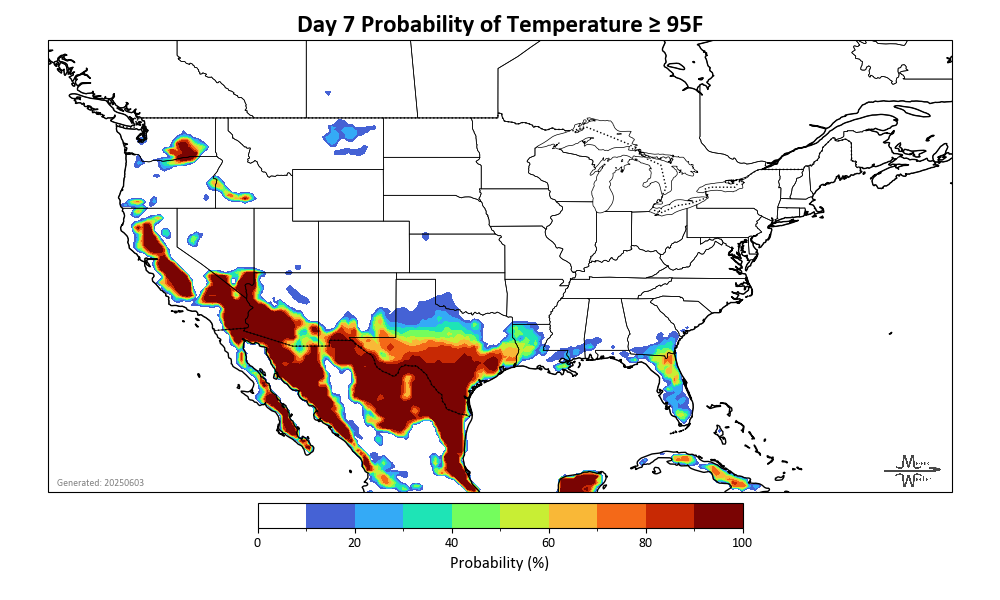 Day 7 Probability of Temperature ≥ 95F
Generated: 20250603
0 20 40 60 80 100
Probability (%)